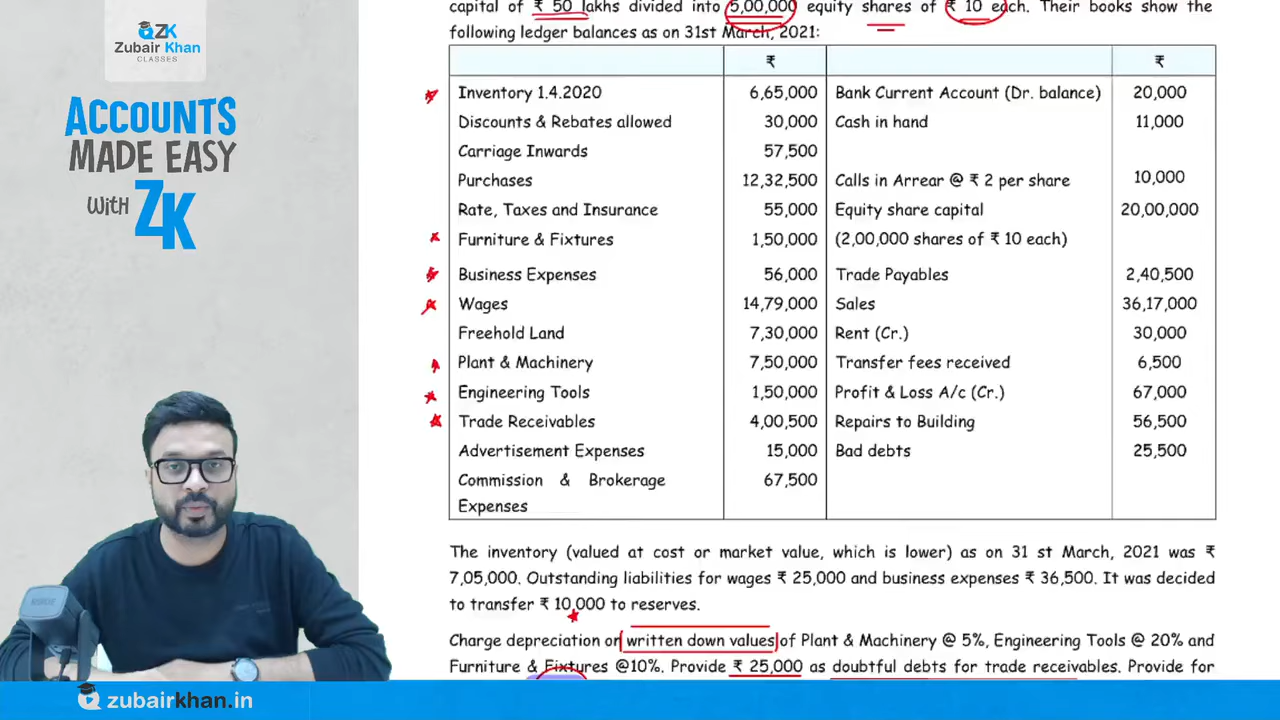 ZK
Zubair Khan
CLASSES
ACCOUNTS
MADE EASY
with ZK
capital of ₹ 50 lakhs divided into 5,00,000 equity shares of ₹ 10 each. Their books show the
following ledger balances as on 31st March, 2021:
₹ ₹
Inventory 1.4.2020 6,65,000 Bank Current Account (Dr. balance) 20,000
Discounts & Rebates allowed 30,000 Cash in hand 11,000
Carriage Inwards 57,500
Purchases 12,32,500 Calls in Arrear @ ₹ 2 per share 10,000
Rate, Taxes and Insurance 55,000 Equity share capital 20,00,000
Furniture & Fixtures 1,50,000 (2,00,000 shares of ₹ 10 each)
Business Expenses 56,000 Trade Payables 2,40,500
Wages 14,79,000 Sales 36,17,000
Freehold Land 7,30,000 Rent (Cr.) 30,000
Plant & Machinery 7,50,000 Transfer fees received 6,500
Engineering Tools 1,50,000 Profit & Loss A/c (Cr.) 67,000
Trade Receivables 4,00,500 Repairs to Building 56,500
Advertisement Expenses 15,000 Bad debts 25,500
Commission & Brokerage 67,500
Expenses
The inventory (valued at cost or market value, which is lower) as on 31 st March, 2021 was ₹
7,05,000. Outstanding liabilities for wages ₹ 25,000 and business expenses ₹ 36,500. It was decided
to transfer ₹ 10,000 to reserves.
Charge depreciation on written down values of Plant & Machinery @ 5%, Engineering Tools @ 20% and
Furniture & Fixtures @10%. Provide ₹ 25,000 as doubtful debts for trade receivables. Provide for
zubairkhan.in